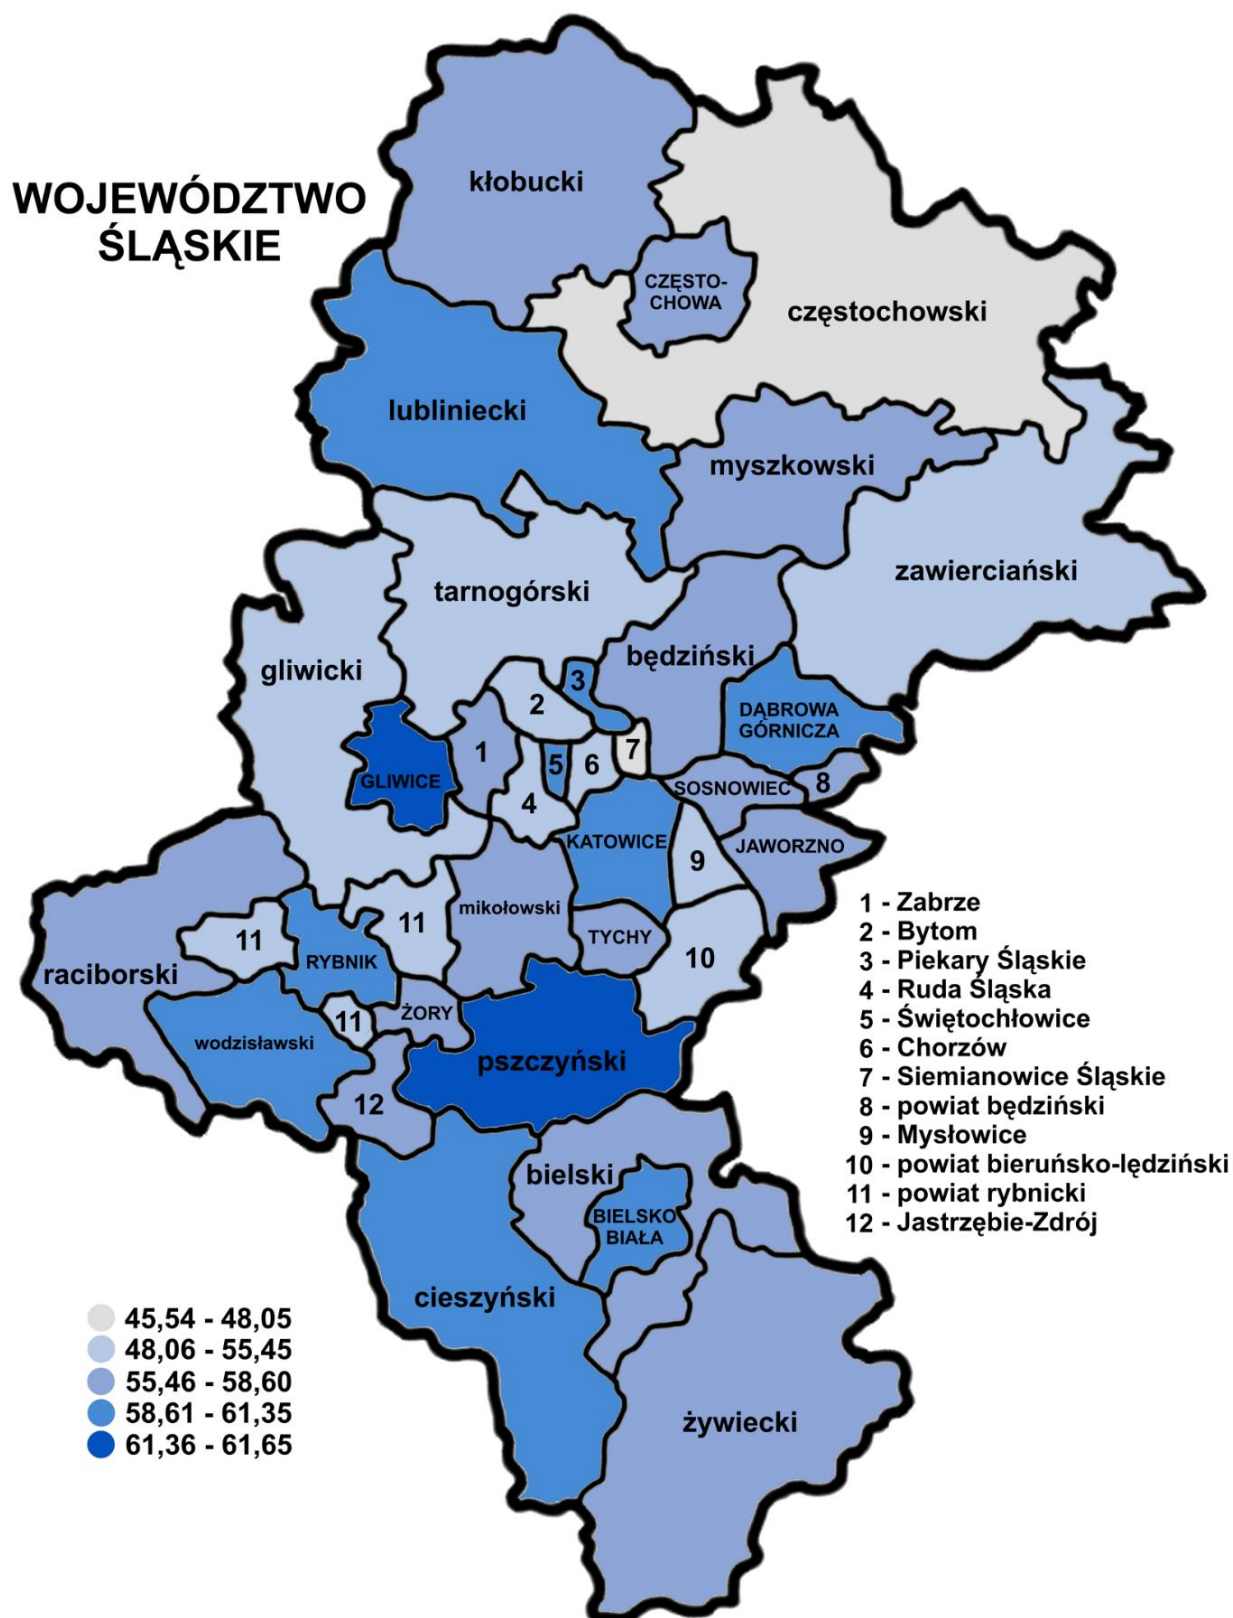 WOJEWÓDZTWO
ŚLĄSKIE
kłobucki
CZĘSTO-
CHOWA
częstochowski
lubliniecki
myszkowski
zawierciański
tarnogórski
gliwicki
będziński
3
2
DĄBROWA
GÓRNICZA
1
7
5
6
GLIWICE
SOSNOWIEC
8
4
KATOWICE
JAWORZNO
9
mikołowski
11
11
TYCHY
RYBNIK
raciborski
10
ŻORY
11
wodzisławski
pszczyński
12
1 - Zabrze
2 - Bytom
3 - Piekary Śląskie
4 - Ruda Śląska
5 - Świętochłowice
6 - Chorzów
7 - Siemianowice Śląskie
8 - powiat będziński
9 - Mysłowice
10 - powiat bieruńsko-lędziński
11 - powiat rybnicki
12 - Jastrzębie-Zdrój
bielski
BIELSKO
BIAŁA
cieszyński
żywiecki
45,54 - 48,05
48,06 - 55,45
55,46 - 58,60
58,61 - 61,35
61,36 - 61,65